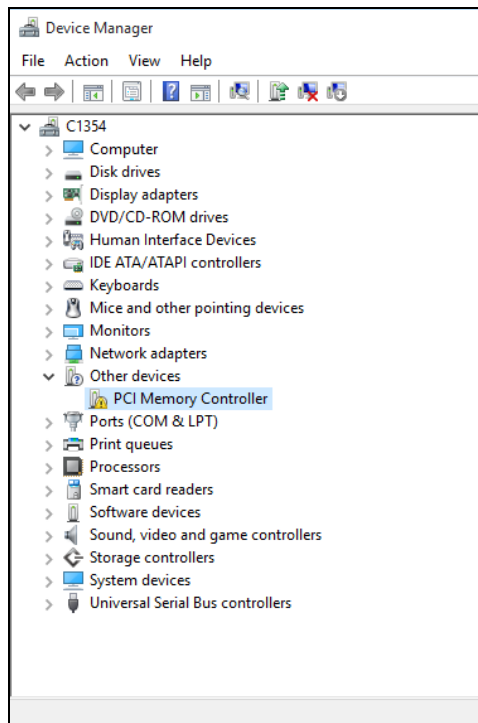 Device Manager
File Action View Help
C1354
Computer
Disk drives
Display adapters
DVD/CD-ROM drives
Human Interface Devices
IDE ATA/ATAPI controllers
Keyboards
Mice and other pointing devices
Monitors
Network adapters
Other devices
PCI Memory Controller
Ports (COM & LPT)
Print queues
Processors
Smart card readers
Software devices
Sound, video and game controllers
Storage controllers
System devices
Universal Serial Bus controllers